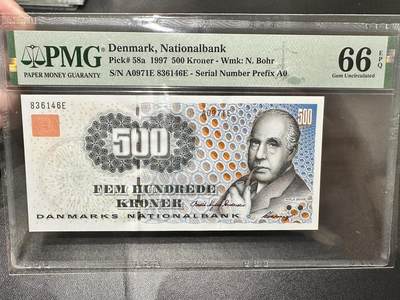 PMG
PAPER MONEY GUARANTY
Denmark, Nationalbank
Pick# 58a 1997 500 Kroner - Wmk: N. Bohr
S/N A0971E 836146E - Serial Number Prefix A0
66 EPQ
Gem Uncirculated
836146E
500
500
FEM HUNDREDE
KRONER
DANMARKS NATIONALBANK